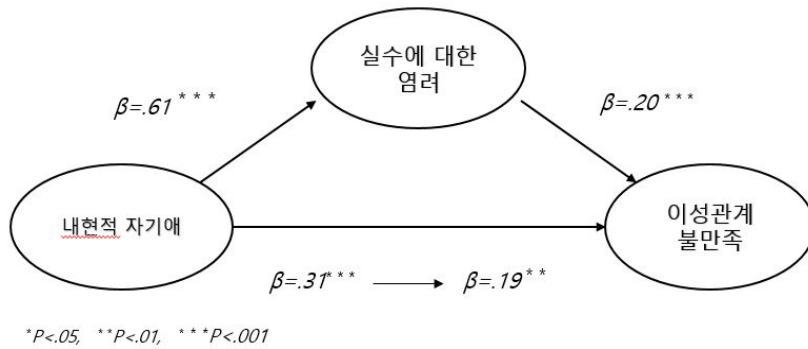 실수에 대한
염려
β=.61***
β=.20***
내현적 자기애
이성관계
불만족
β=.31*** → β=.19**
*P<.05, **P<.01, ***P<.001